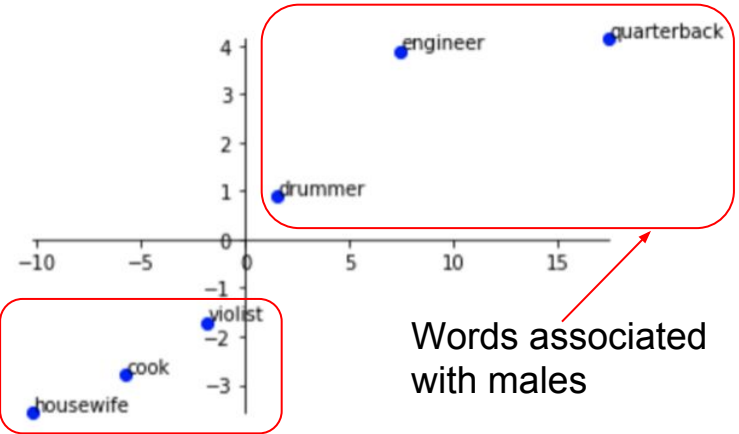 quarterback
4
engineer
3
2
1
drummer
0
−10
−5
0
5
10
15
−1
violist
−2
cook
−3
housewife
Words associated
with males